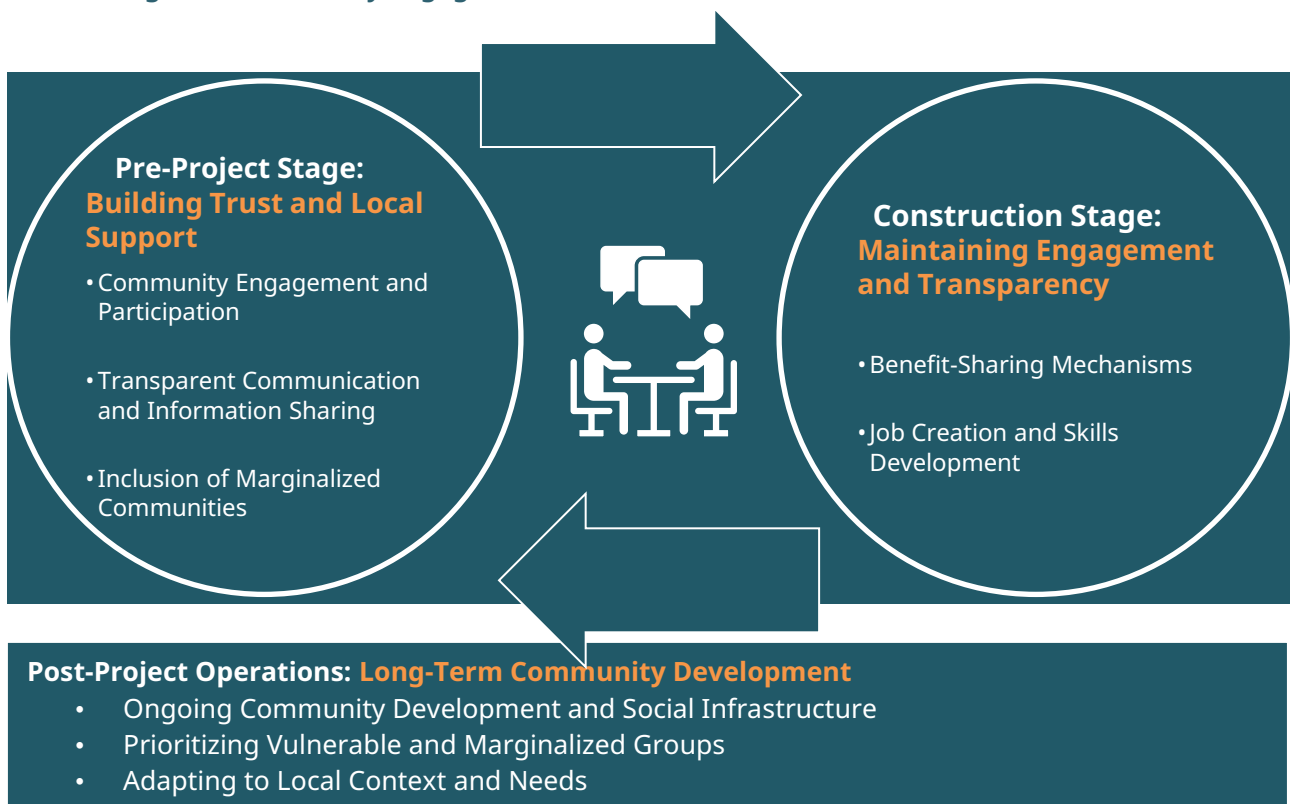 Pre-Project Stage:
Building Trust and Local
Support
• Community Engagement and
Participation
• Transparent Communication
and Information Sharing
• Inclusion of Marginalized
Communities
Construction Stage:
Maintaining Engagement
and Transparency
• Benefit-Sharing Mechanisms
• Job Creation and Skills
Development
Post-Project Operations: Long-Term Community Development
• Ongoing Community Development and Social Infrastructure
• Prioritizing Vulnerable and Marginalized Groups
• Adapting to Local Context and Needs